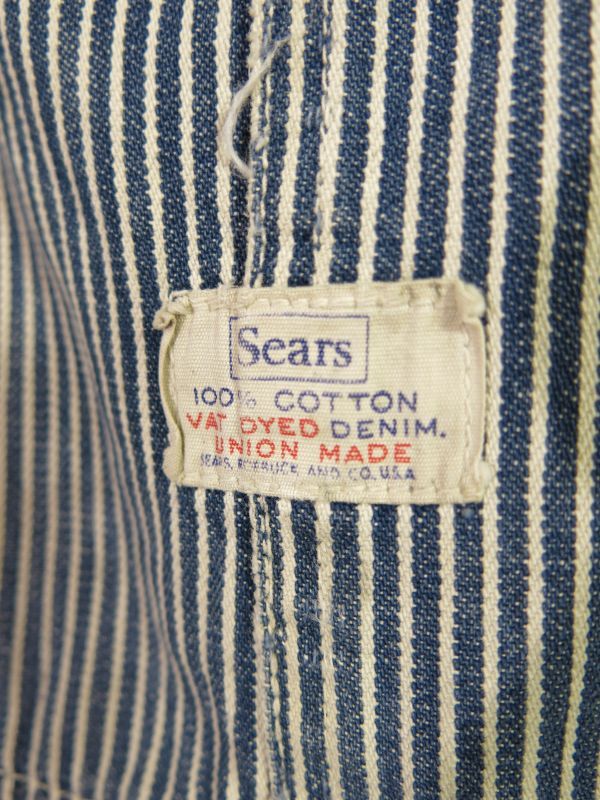 Sears
100% COTTON
VAT DYED DENIM.
UNION MADE
SEARS, ROEBUCK AND CO. U.S.A